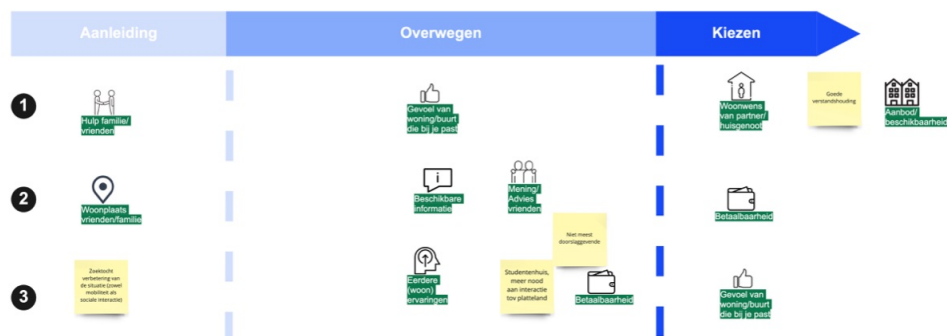 Aanleiding
Overwegen
Kiezen
1
Hulp familie/
vrienden
Gevoel van
woning/buurt
die bij je past
Woonwens
van partner/
huisgenoot
Goede
verstandshouding
Aanbod/
beschikbaarheid
2
Woonplaats
vrienden/familie
Beschikbare
informatie
Mening/
Advies
vrienden
Betaalbaarheid
Niet meest
doorslaggevende
3
Zoektocht
verbetering van
de situatie (zowel
mobiliteit als
sociale interactie)
Eerdere
(woon)
ervaringen
Studentenhuis,
meer nood
aan interactie
tov platteland
Betaalbaarheid
Gevoel van
woning/buurt
die bij je past